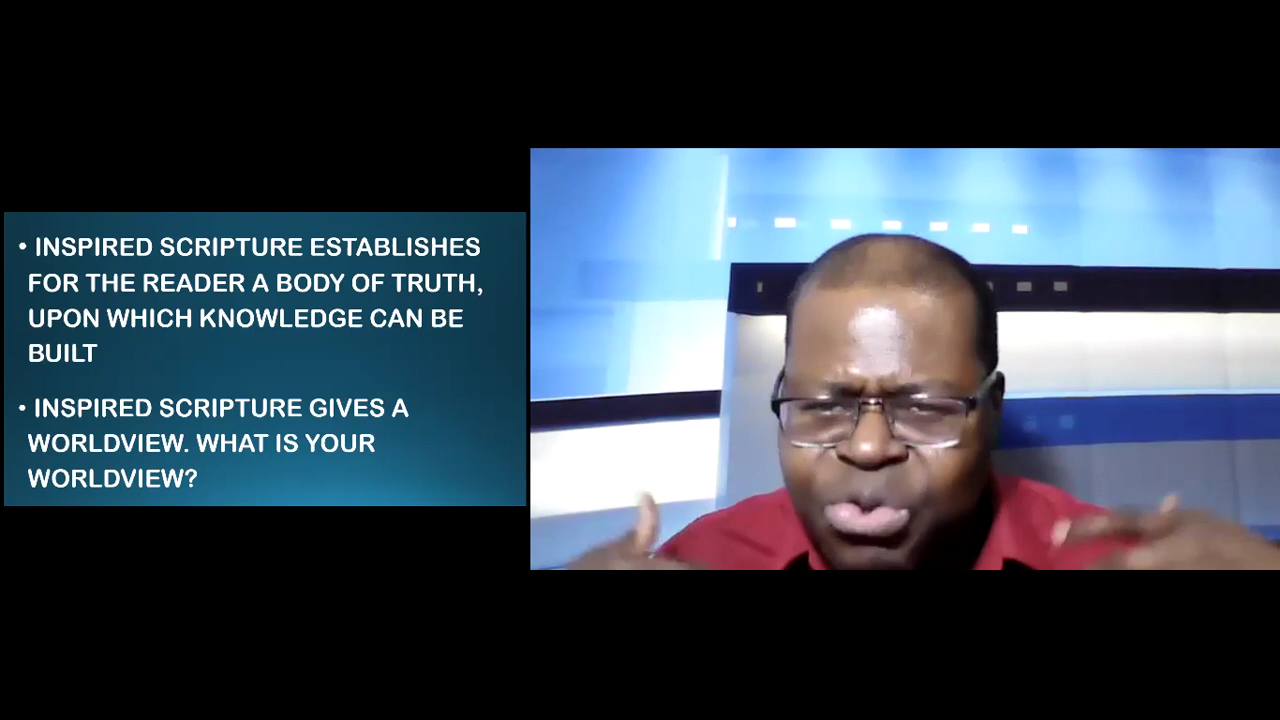 • INSPIRED SCRIPTURE ESTABLISHES
FOR THE READER A BODY OF TRUTH,
UPON WHICH KNOWLEDGE CAN BE
BUILT
• INSPIRED SCRIPTURE GIVES A
WORLDVIEW. WHAT IS YOUR
WORLDVIEW?